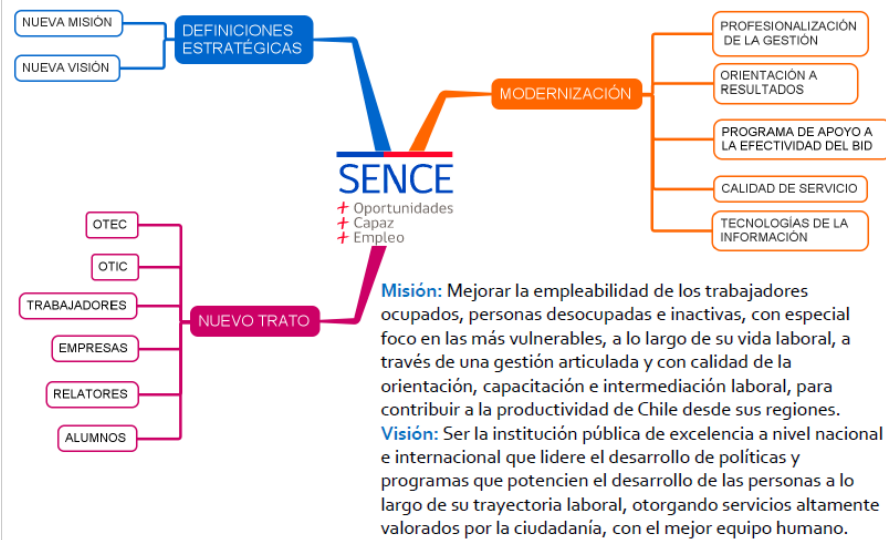 NUEVA MISIÓN
NUEVA VISIÓN
DEFINICIONES
ESTRATÉGICAS
MODERNIZACIÓN
PROFESIONALIZACIÓN
DE LA GESTIÓN
ORIENTACIÓN A
RESULTADOS
PROGRAMA DE APOYO A
LA EFECTIVIDAD DEL BID
CALIDAD DE SERVICIO
TECNOLOGÍAS DE LA
INFORMACIÓN
SENCE
+ Oportunidades
+ Capaz
+ Empleo
OTEC
OTIC
TRABAJADORES
EMPRESAS
RELATORES
ALUMNOS
NUEVO TRATO
Misión: Mejorar la empleabilidad de los trabajadores
ocupados, personas desocupadas e inactivas, con especial
foco en las más vulnerables, a lo largo de su vida laboral, a
través de una gestión articulada y con calidad de la
orientación, capacitación e intermediación laboral, para
contribuir a la productividad de Chile desde sus regiones.
Visión: Ser la institución pública de excelencia a nivel nacional
e internacional que lidere el desarrollo de políticas y
programas que potencien el desarrollo de las personas a lo
largo de su trayectoria laboral, otorgando servicios altamente
valorados por la ciudadanía, con el mejor equipo humano.